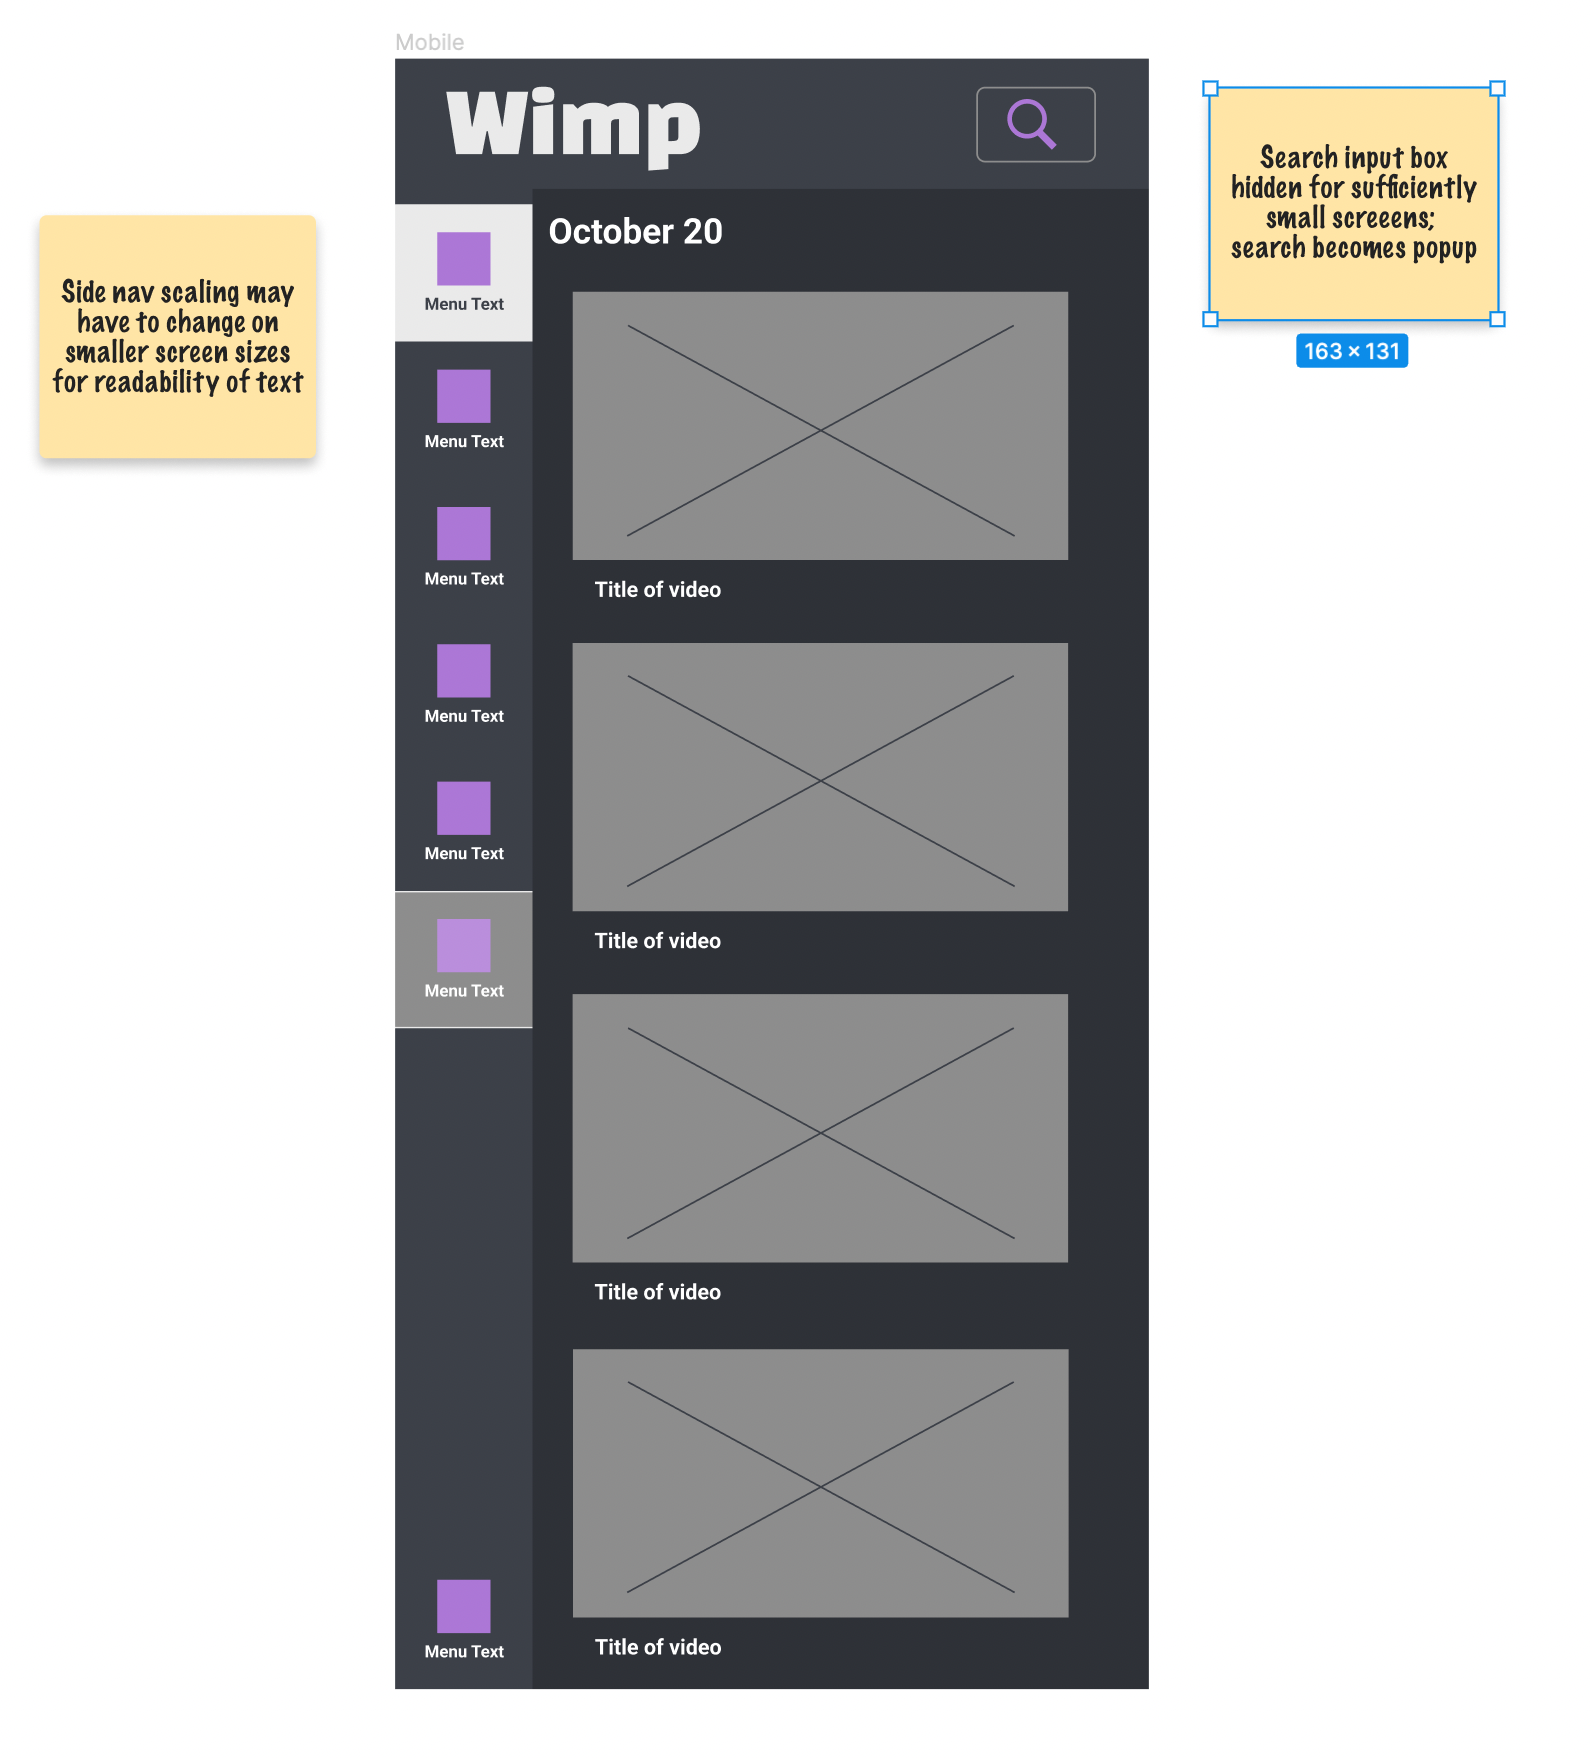 Mobile
Wimp
Side nav scaling may
have to change on
smaller screen sizes
for readability of text
Search input box
hidden for sufficiently
small screeens;
search becomes popup
163 × 131
Menu Text
Menu Text
Menu Text
Menu Text
Menu Text
Menu Text
Menu Text
October 20
Title of video
Title of video
Title of video
Title of video